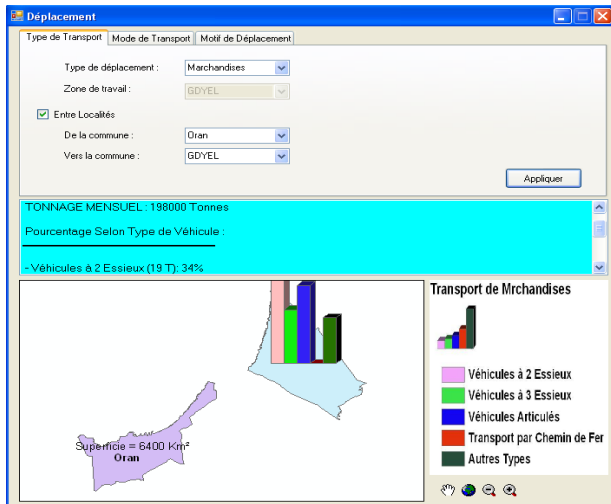 Déplacement
Type de Transport Mode de Transport Motif de Déplacement
Type de déplacement : Marchandises
Zone de travail : GDYEL
Entre Localités
De la commune : Oran
Vers la commune : GDYEL
Appliquer
TONNAGE MENSUEL : 198000 Tonnes
Pourcentage Selon Type de Véhicule :
- Véhicules à 2 Essieux (19 T): 34%
Superficie = 6400 Km²
Oran
Transport de Mrchandises
Véhicules à 2 Essieux
Véhicules à 3 Essieux
Véhicules Articulés
Transport par Chemin de Fer
Autres Types